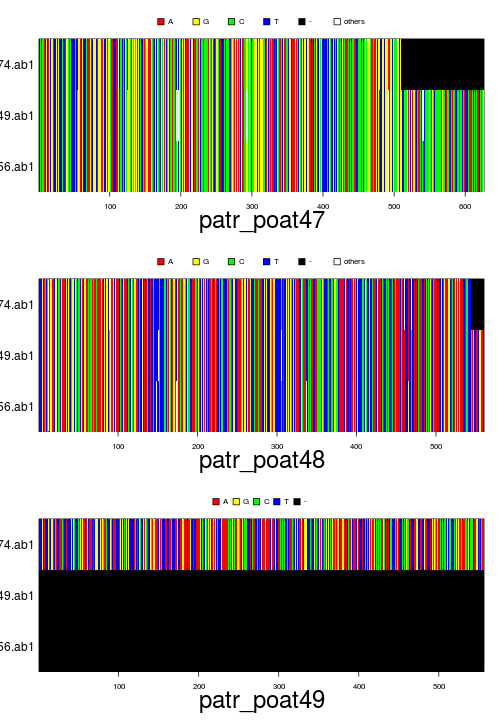 A G C T - others
74.ab1
49.ab1
56.ab1
100 200 300 400 500 600
patr_poat47
A G C T - others
74.ab1
49.ab1
56.ab1
100 200 300 400 500
patr_poat48
A G C T -
74.ab1
49.ab1
56.ab1
100 200 300 400 500
patr_poat49